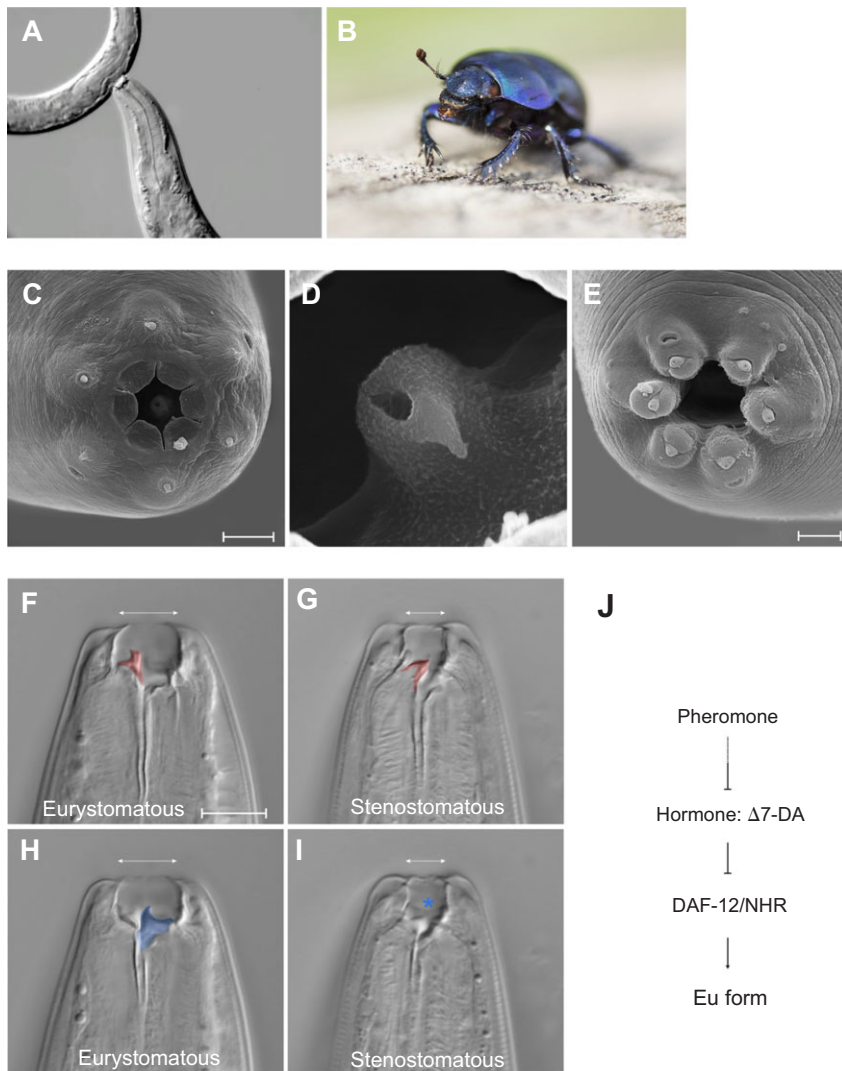 A
B
C
D
E
F
Eurystomatous
G
Stenostomatous
J
H
Eurystomatous
I
*
Stenostomatous
Pheromone
Hormone: Δ7-DA
DAF-12/NHR
Eu form